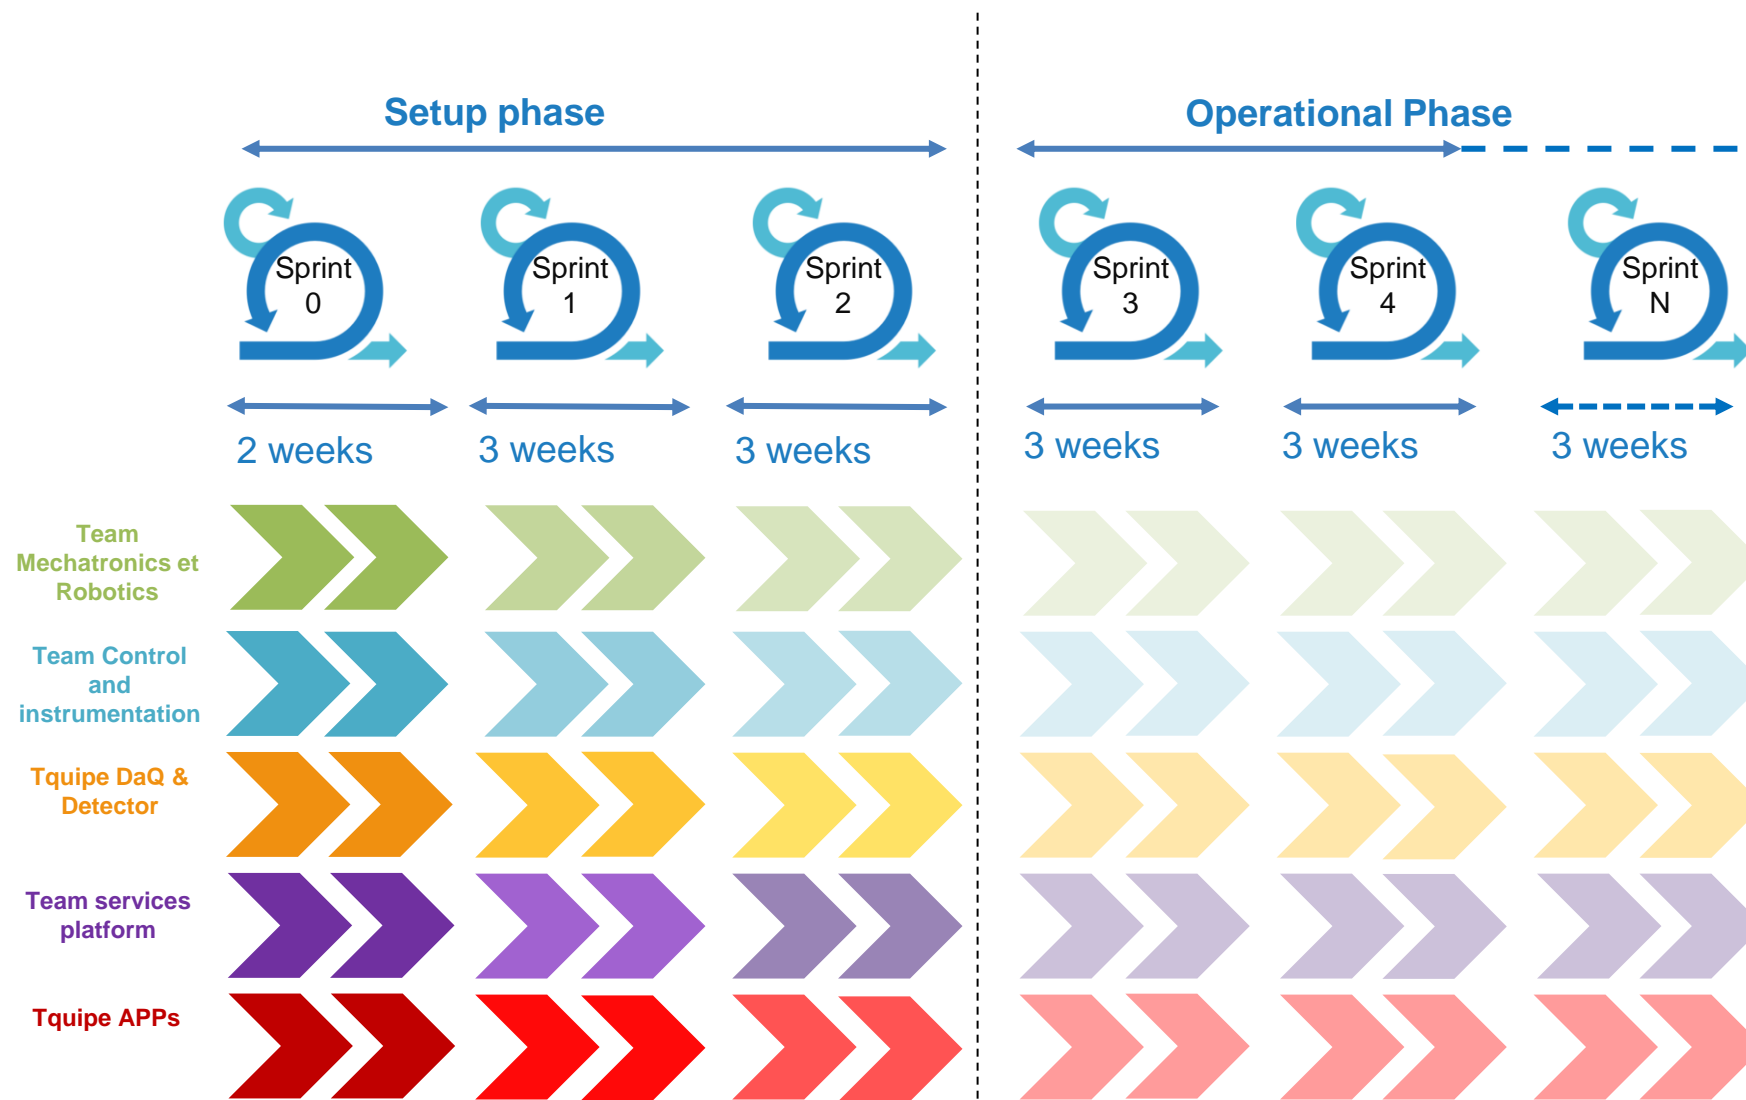 Setup phase
Operational Phase
Sprint
0
Sprint
1
Sprint
2
Sprint
3
Sprint
4
Sprint
N
2 weeks
3 weeks
3 weeks
3 weeks
3 weeks
3 weeks
Team
Mechatronics et
Robotics
Team Control
and
instrumentation
Tquipe DaQ &
Detector
Team services
platform
Tquipe APPs